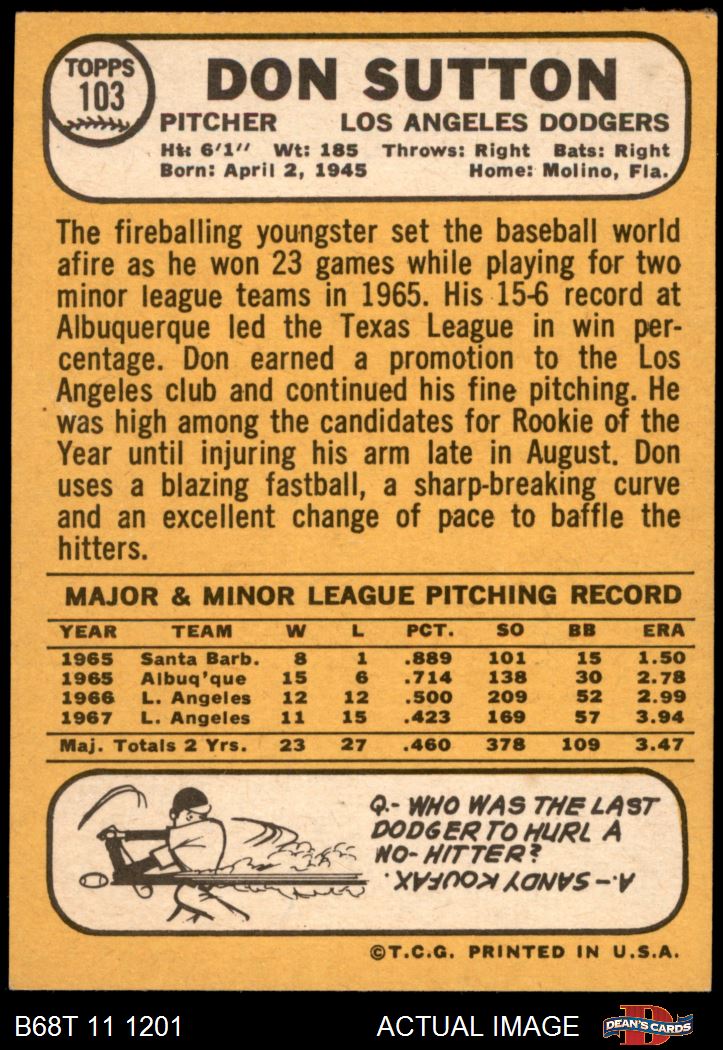 TOPPS
103
DON SUTTON
PITCHER LOS ANGELES DODGERS
Ht: 6'1" Wt: 185 Throws: Right Bats: Right
Born: April 2, 1945 Home: Molino, Fla.
The fireballing youngster set the baseball world
afire as he won 23 games while playing for two
minor league teams in 1965. His 15-6 record at
Albuquerque led the Texas League in win per-
centage. Don earned a promotion to the Los
Angeles club and continued his fine pitching. He
was high among the candidates for Rookie of the
Year until injuring his arm late in August. Don
uses a blazing fastball, a sharp-breaking curve
and an excellent change of pace to baffle the
hitters.
MAJOR & MINOR LEAGUE PITCHING RECORD
YEAR TEAM W L PCT. SO BB ERA
1965 Santa Barb. 8 1 .889 101 15 1.50
1965 Albuq'que 15 6 .714 138 30 2.78
1966 L. Angeles 12 12 .500 209 52 2.99
1967 L. Angeles 11 15 .423 169 57 3.94
Maj. Totals 2 Yrs. 23 27 .460 378 109 3.47
Q.- WHO WAS THE LAST
DODGER TO HURL A
NO-HITTER?
A.- SANDY KOUFAX.
©T.C.G. PRINTED IN U.S.A.
B68T 11 1201 ACTUAL IMAGE D DEAN'S CARDS